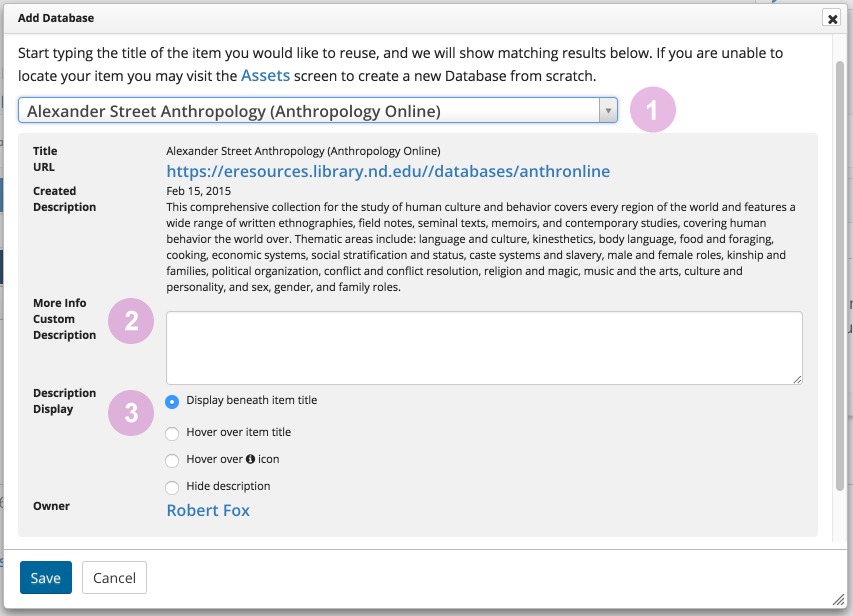 Add Database
Start typing the title of the item you would like to reuse, and we will show matching results below. If you are unable to
locate your item you may visit the Assets screen to create a new Database from scratch.
Alexander Street Anthropology (Anthropology Online)
1
Title
Alexander Street Anthropology (Anthropology Online)
URL
https://eresources.library.nd.edu//databases/anthronline
Created
Feb 15, 2015
Description
This comprehensive collection for the study of human culture and behavior covers every region of the world and features a
wide range of written ethnographies, field notes, seminal texts, memoirs, and contemporary studies, covering human
behavior the world over. Thematic areas include: language and culture, kinesthetics, body language, food and foraging,
cooking, economic systems, social stratification and status, caste systems and slavery, male and female roles, kinship and
families, political organization, conflict and conflict resolution, religion and magic, music and the arts, culture and
personality, and sex, gender, and family roles.
More Info
Custom
Description
2
Description
Display
3
Display beneath item title
Hover over item title
Hover over icon
Hide description
Owner
Robert Fox
Save
Cancel